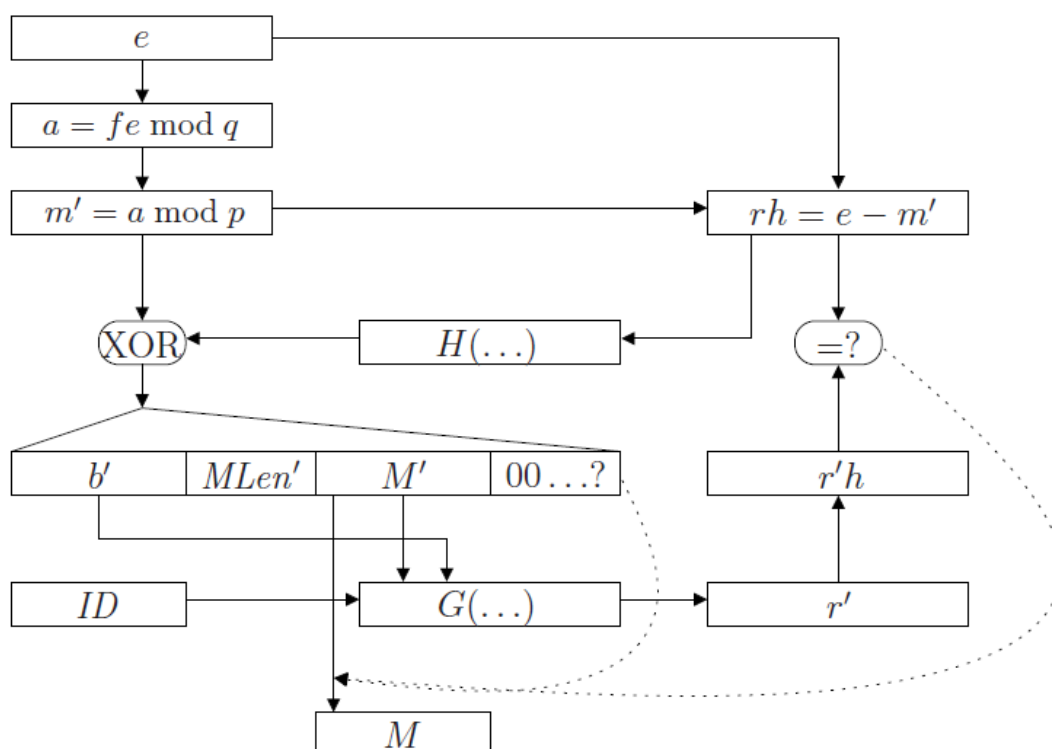 e
a = fe mod q
m′ = a mod p
rh = e − m′
XOR
H(. . .)
=?
b′
MLen′
M′
00 . . .?
r′h
ID
G(. . .)
r′
M